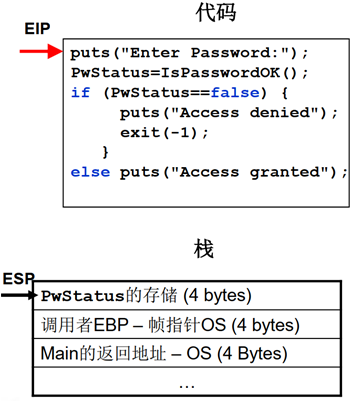 代码
EIP
puts("Enter Password:");
PwStatus=IsPasswordOK();
if (PwStatus==false) {
puts("Access denied");
exit(-1);
}
else puts("Access granted");
栈
ESP
PwStatus的存储 (4 bytes)
调用者EBP – 帧指针OS (4 bytes)
Main的返回地址 – OS (4 Bytes)
…